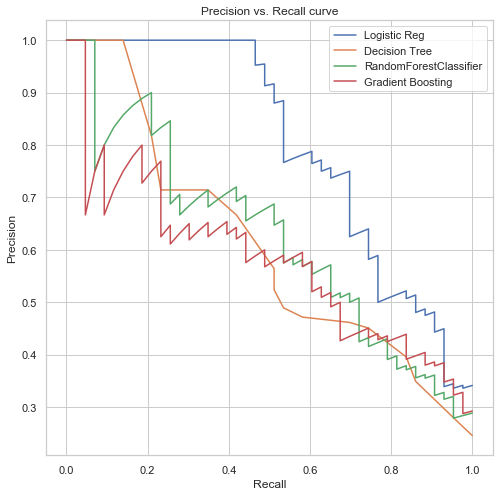 Precision vs. Recall curve
Logistic Reg
Decision Tree
RandomForestClassifier
Gradient Boosting
1.0
0.9
0.8
0.7
0.6
0.5
0.4
0.3
Precision
0.0 0.2 0.4 0.6 0.8 1.0
Recall